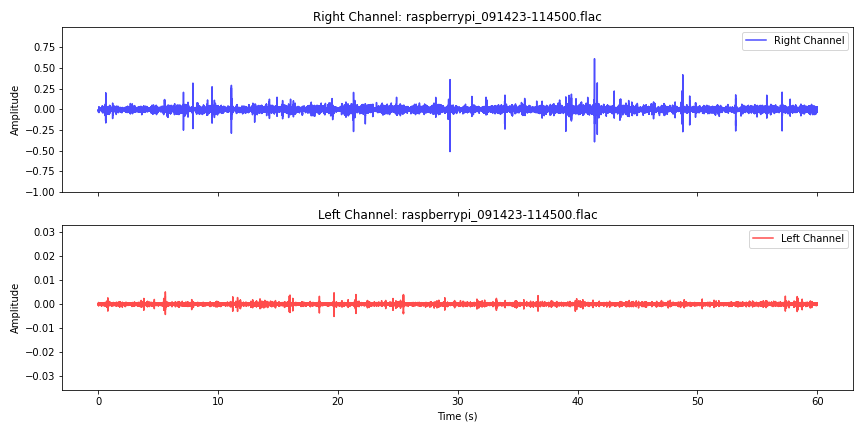 Right Channel: raspberrypi_091423-114500.flac
Amplitude
0.75
0.50
0.25
0.00
−0.25
−0.50
−0.75
−1.00
Right Channel
Left Channel: raspberrypi_091423-114500.flac
Amplitude
0.03
0.02
0.01
0.00
−0.01
−0.02
−0.03
Left Channel
0 10 20 30 40 50 60
Time (s)